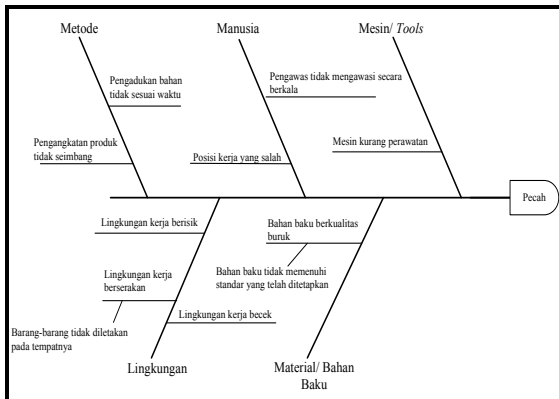 Metode
Manusia
Mesin/ Tools
Pengadukan bahan
tidak sesuai waktu
Pengangkatan produk
tidak seimbang
Pengawas tidak mengawasi secara
berkala
Posisi kerja yang salah
Mesin kurang perawatan
Pecah
Lingkungan kerja berisik
Lingkungan kerja
berserakan
Barang-barang tidak diletakan
pada tempatnya
Lingkungan kerja becek
Lingkungan
Bahan baku berkualitas
buruk
Bahan baku tidak memenuhi
standar yang telah ditetapkan
Material/ Bahan
Baku